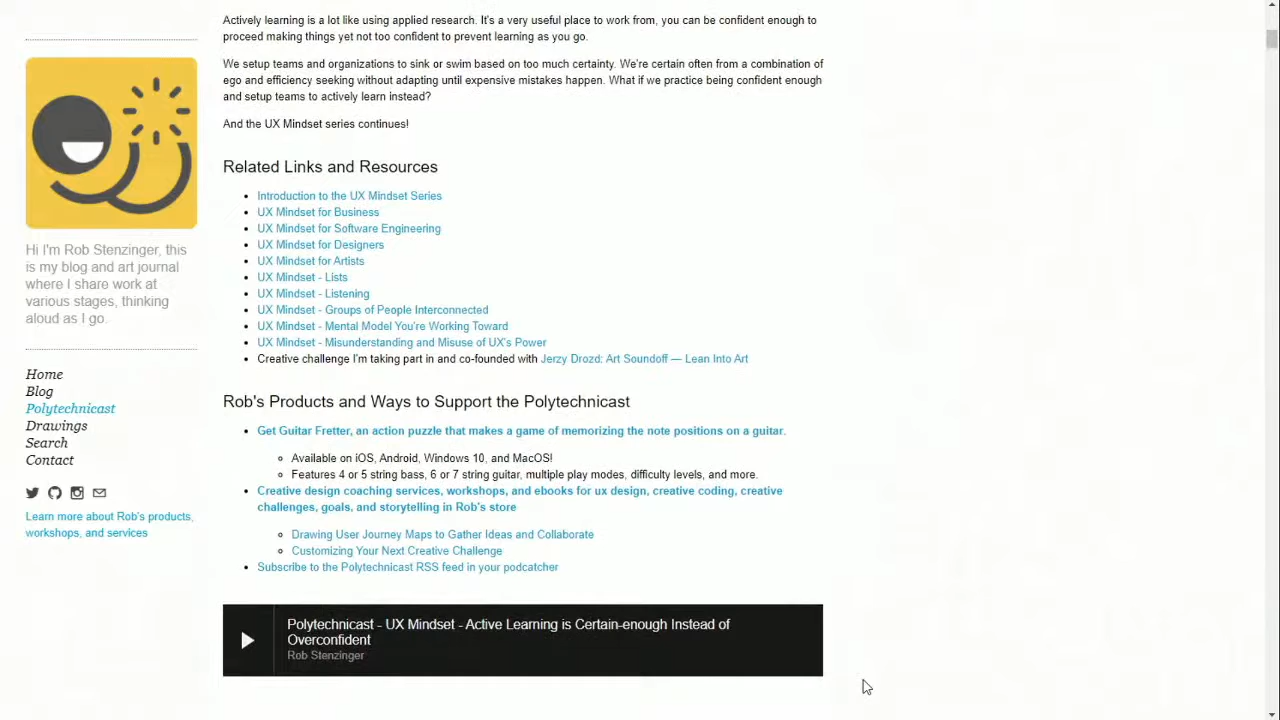 Actively learning is a lot like using applied research. It's a very useful place to work from, you can be confident enough to
proceed making things yet not too confident to prevent learning as you go.
We setup teams and organizations to sink or swim based on too much certainty. We're certain often from a combination of
ego and efficiency seeking without adapting until expensive mistakes happen. What if we practice being confident enough
and setup teams to actively learn instead?
And the UX Mindset series continues!
Related Links and Resources
Introduction to the UX Mindset Series
UX Mindset for Business
UX Mindset for Software Engineering
UX Mindset for Designers
UX Mindset for Artists
UX Mindset - Lists
UX Mindset - Listening
UX Mindset - Groups of People Interconnected
UX Mindset - Mental Model You're Working Toward
UX Mindset - Misunderstanding and Misuse of UX's Power
Creative challenge I'm taking part in and co-founded with Jerzy Drozd: Art Soundoff — Lean Into Art
Rob's Products and Ways to Support the Polytechnicast
Get Guitar Fretter, an action puzzle that makes a game of memorizing the note positions on a guitar.
Available on iOS, Android, Windows 10, and MacOS!
Features 4 or 5 string bass, 6 or 7 string guitar, multiple play modes, difficulty levels, and more.
Creative design coaching services, workshops, and ebooks for ux design, creative coding, creative
challenges, goals, and storytelling in Rob's store
Drawing User Journey Maps to Gather Ideas and Collaborate
Customizing Your Next Creative Challenge
Subscribe to the Polytechnicast RSS feed in your podcatcher
Polytechnicast - UX Mindset - Active Learning is Certain-enough Instead of
Overconfident
Rob Stenzinger
Hi I'm Rob Stenzinger, this
is my blog and art journal
where I share work at
various stages, thinking
aloud as I go.
Home
Blog
Polytechnicast
Drawings
Search
Contact
Learn more about Rob's products,
workshops, and services